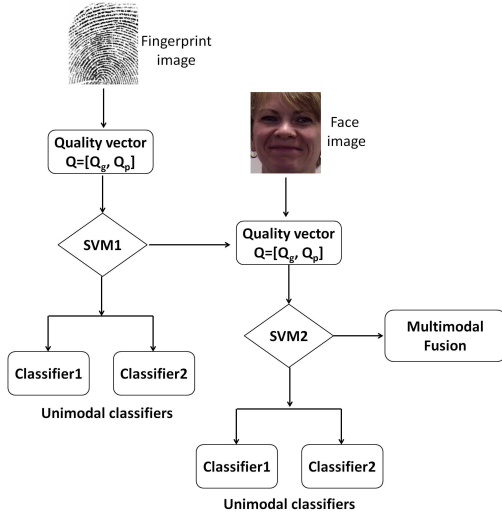 Fingerprint
image
Face
image
Quality vector
Q=[Qg, Qp]
SVM1
Quality vector
Q=[Qg, Qp]
SVM2
Multimodal
Fusion
Classifier1
Classifier2
Unimodal classifiers
Classifier1
Classifier2
Unimodal classifiers